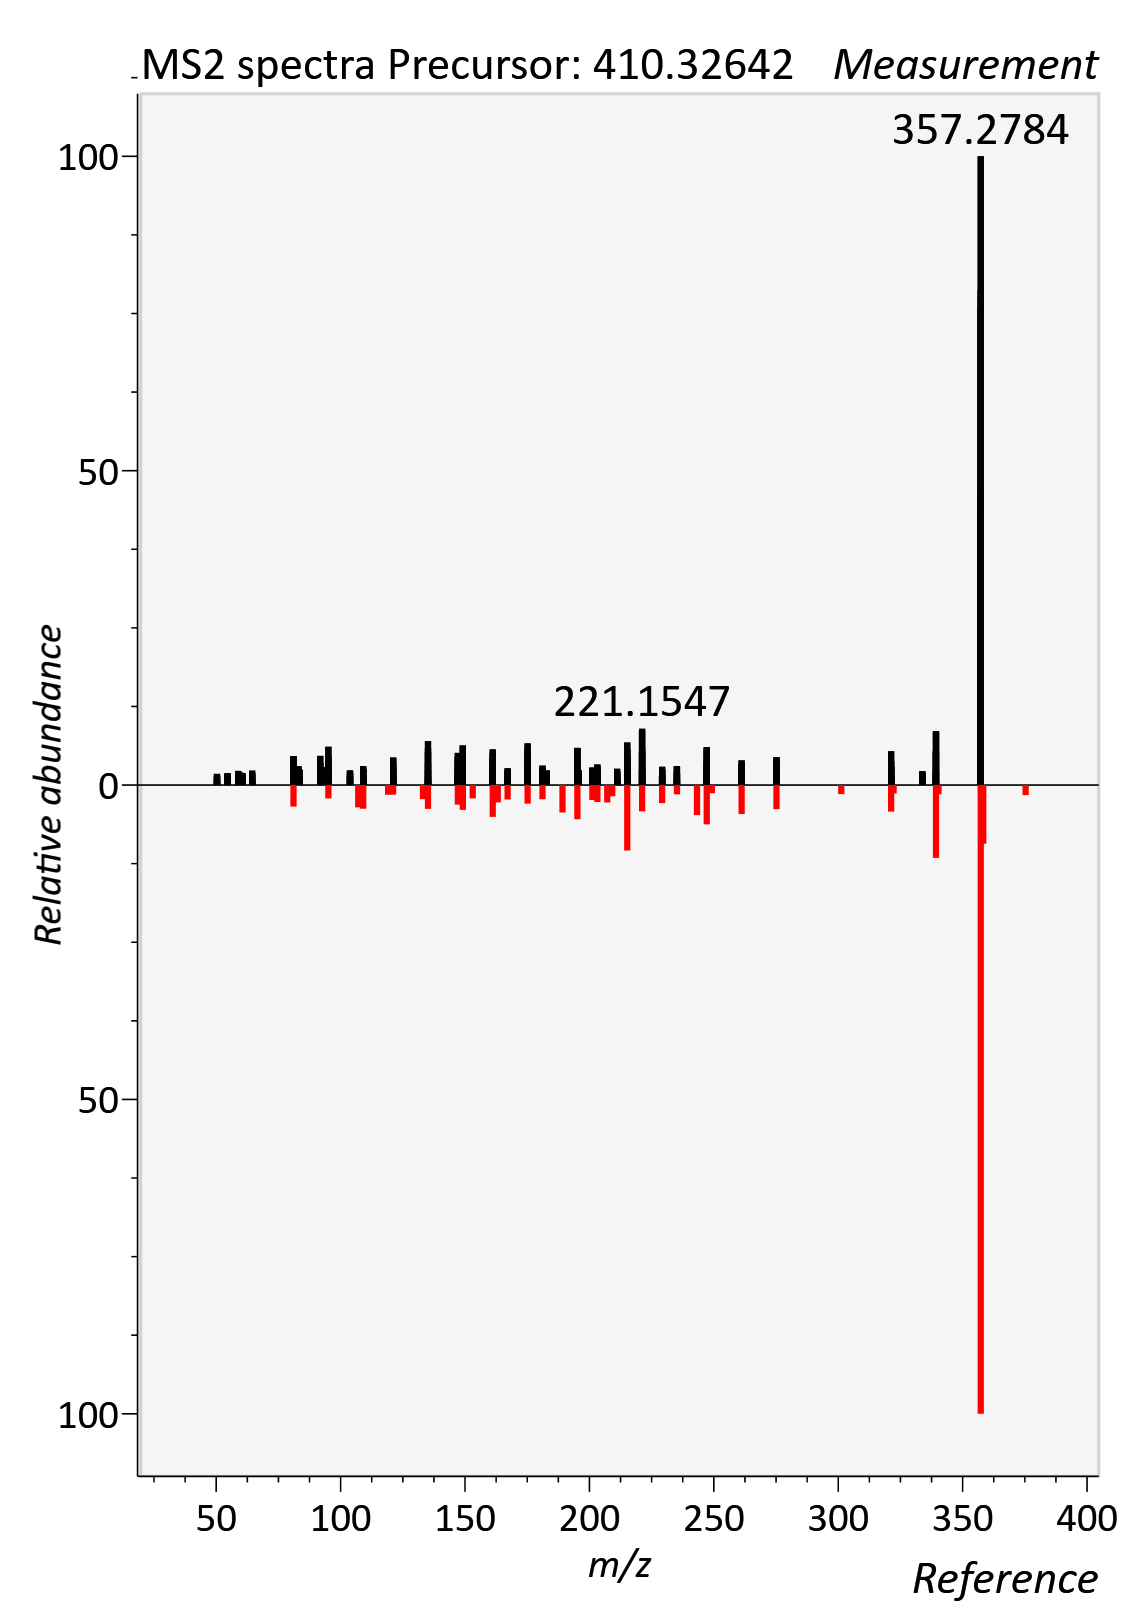 MS2 spectra Precursor: 410.32642 Measurement
357.2784
100
50
221.1547
0
Relative abundance
50
100
50 100 150 200 250 300 350 400
m/z
Reference